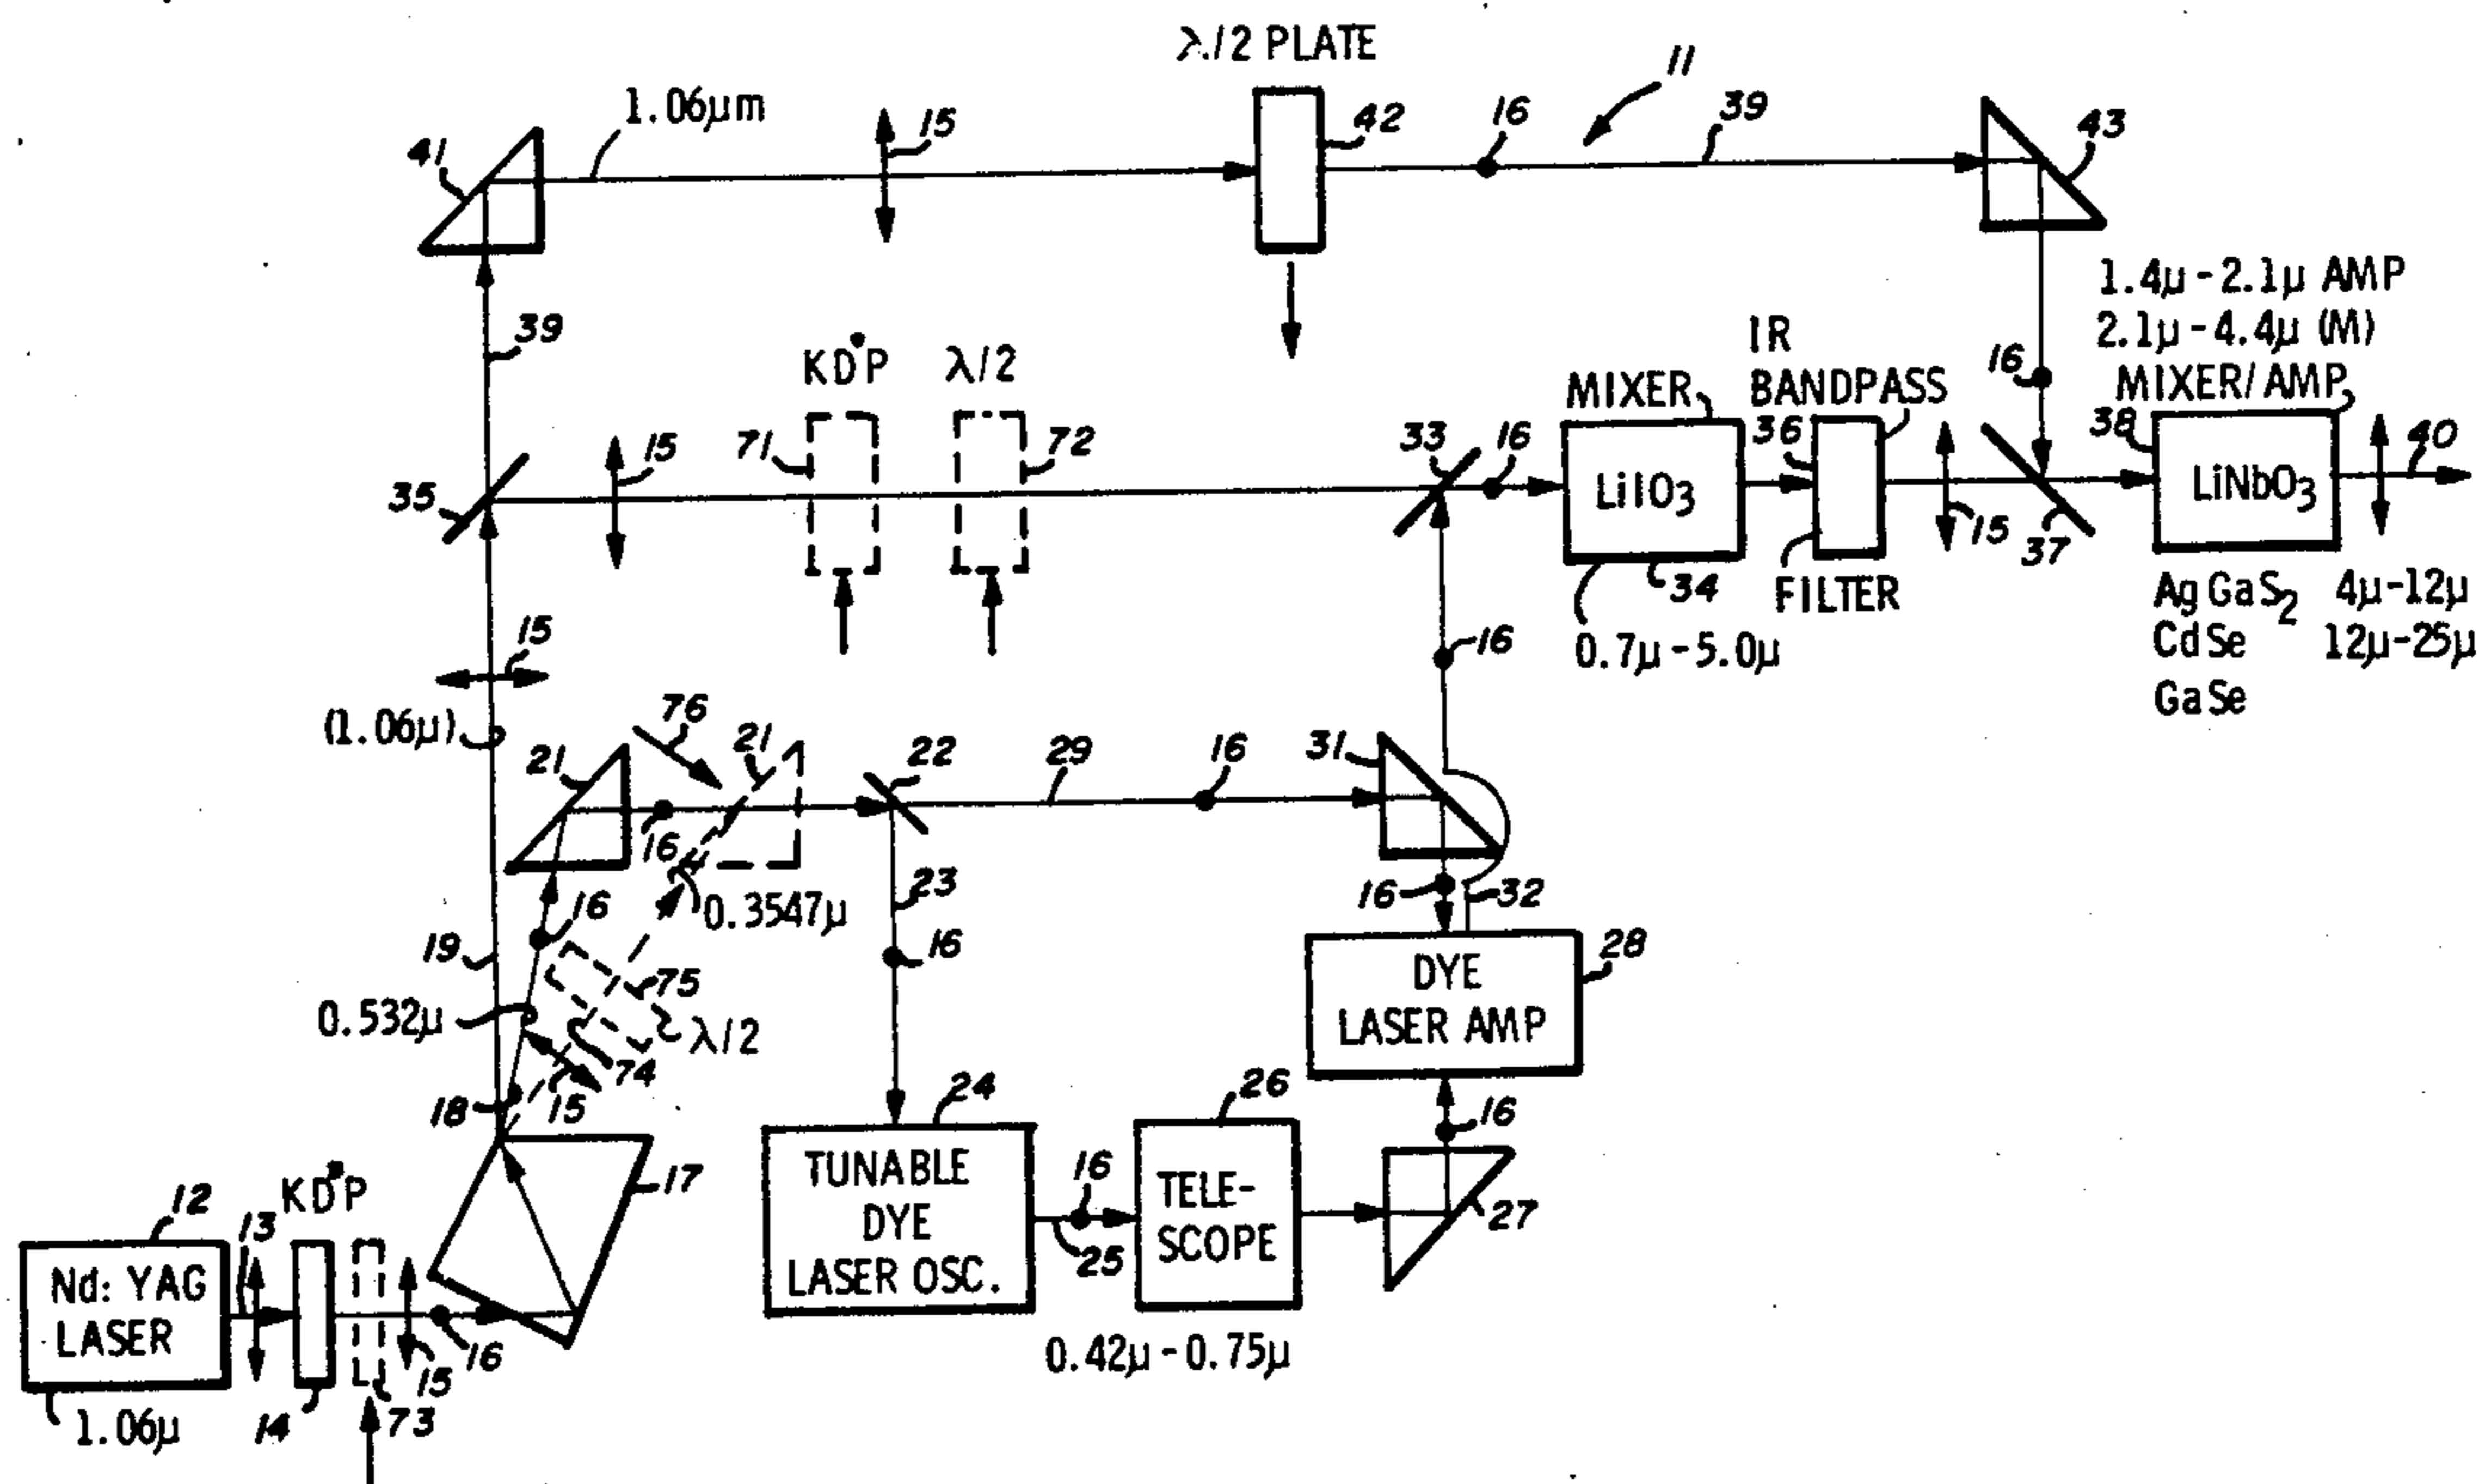 λ/2 PLATE
11
1.06μm
15
42
16
39
43
41
39
1.4μ-2.1μ AMP
2.1μ-4.4μ (M)
MIXER/AMP
KD*P
λ/2
IR
BANDPASS
FILTER
MIXER
16
35
15
71
72
33
16
LiIO3
34
0.7μ-5.0μ
36
15
37
38
LiNbO3
40
AgGaS2 4μ-12μ
CdSe 12μ-25μ
GaSe
15
(1.06μ)
16
76
21
21
22
29
16
31
16
0.3547μ
23
16
32
16
19
16
75
λ/2
0.532μ
74
15
18
DYE
LASER AMP
28
24
26
16
12
13
KD*P
17
TUNABLE
DYE
LASER OSC.
16
25
TELE-
SCOPE
27
Nd: YAG
LASER
15
16
0.42μ-0.75μ
1.06μ
14
73